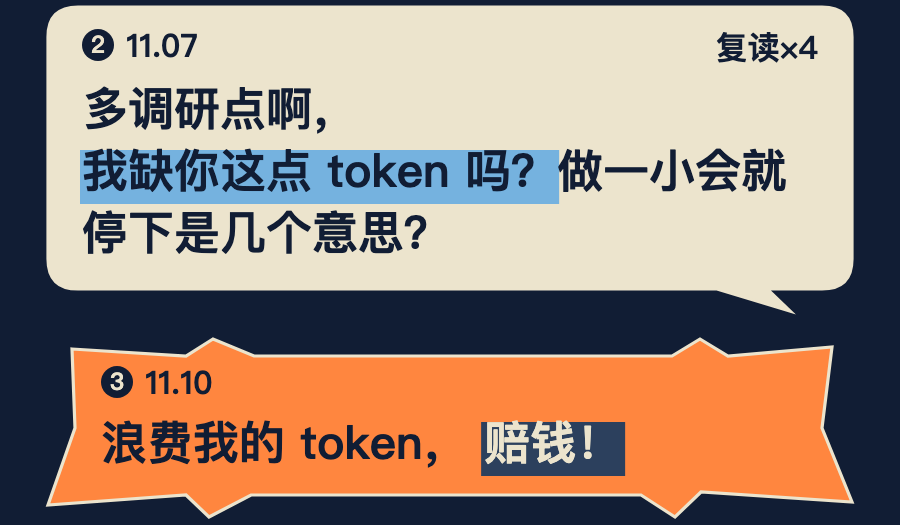 2 11.07 复读×4
多调研点啊，
我缺你这点 token 吗？做一小会就
停下是几个意思？
3 11.10
浪费我的 token， 赔钱！